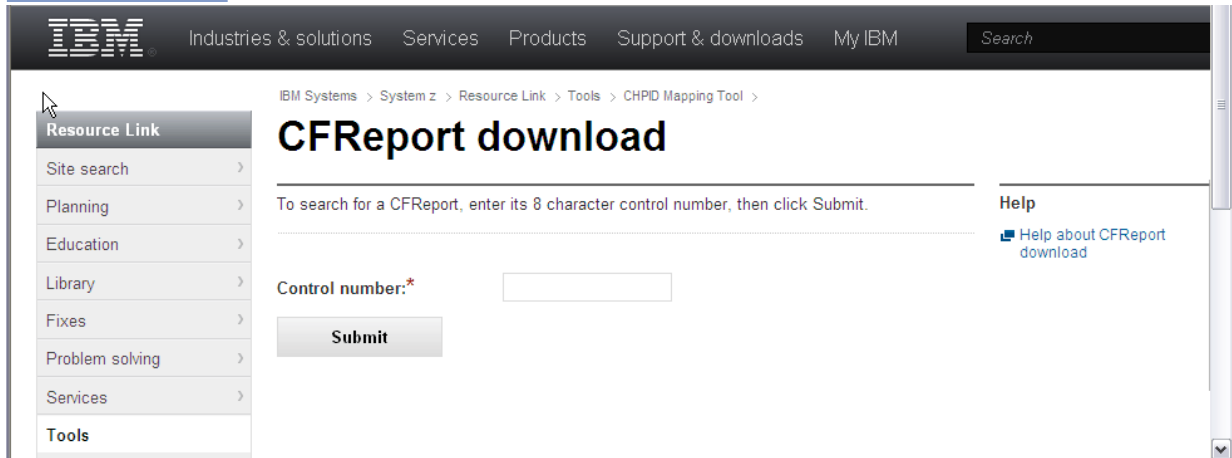 IBM®
Industries & solutions Services Products Support & downloads My IBM Search
IBM Systems > System z > Resource Link > Tools > CHPID Mapping Tool >
CFReport download
Resource Link
Site search
Planning
Education
Library
Fixes
Problem solving
Services
Tools
To search for a CFReport, enter its 8 character control number, then click Submit.
Control number:*
Submit
Help
Help about CFReport
download